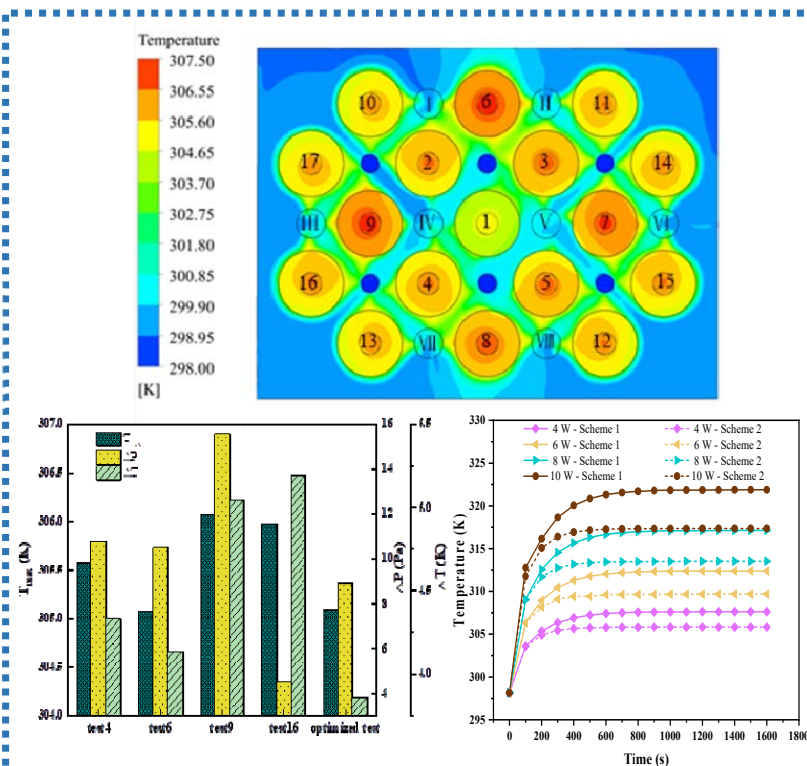 Temperature
307.50
306.55
305.60
304.65
303.70
302.75
301.80
300.85
299.90
298.95
298.00
[K]
10 I 6 II 11
17 2 3 14
III 9 IV 1 V 7 VI
16 4 5 15
13 VII 8 VIII 12
307.0
306.5
306.0
305.5
305.0
304.5
304.0
16
14
12
10
8
6
4
△P (Pa)
test4 test6 test9 test16 optimized test
330
325
320
315
310
305
300
295
Temperature (K)
4 W - Scheme 1 4 W - Scheme 2
6 W - Scheme 1 6 W - Scheme 2
8 W - Scheme 1 8 W - Scheme 2
10 W - Scheme 1 10 W - Scheme 2
0 200 400 600 800 1000 1200 1400 1600 1800
Time (s)